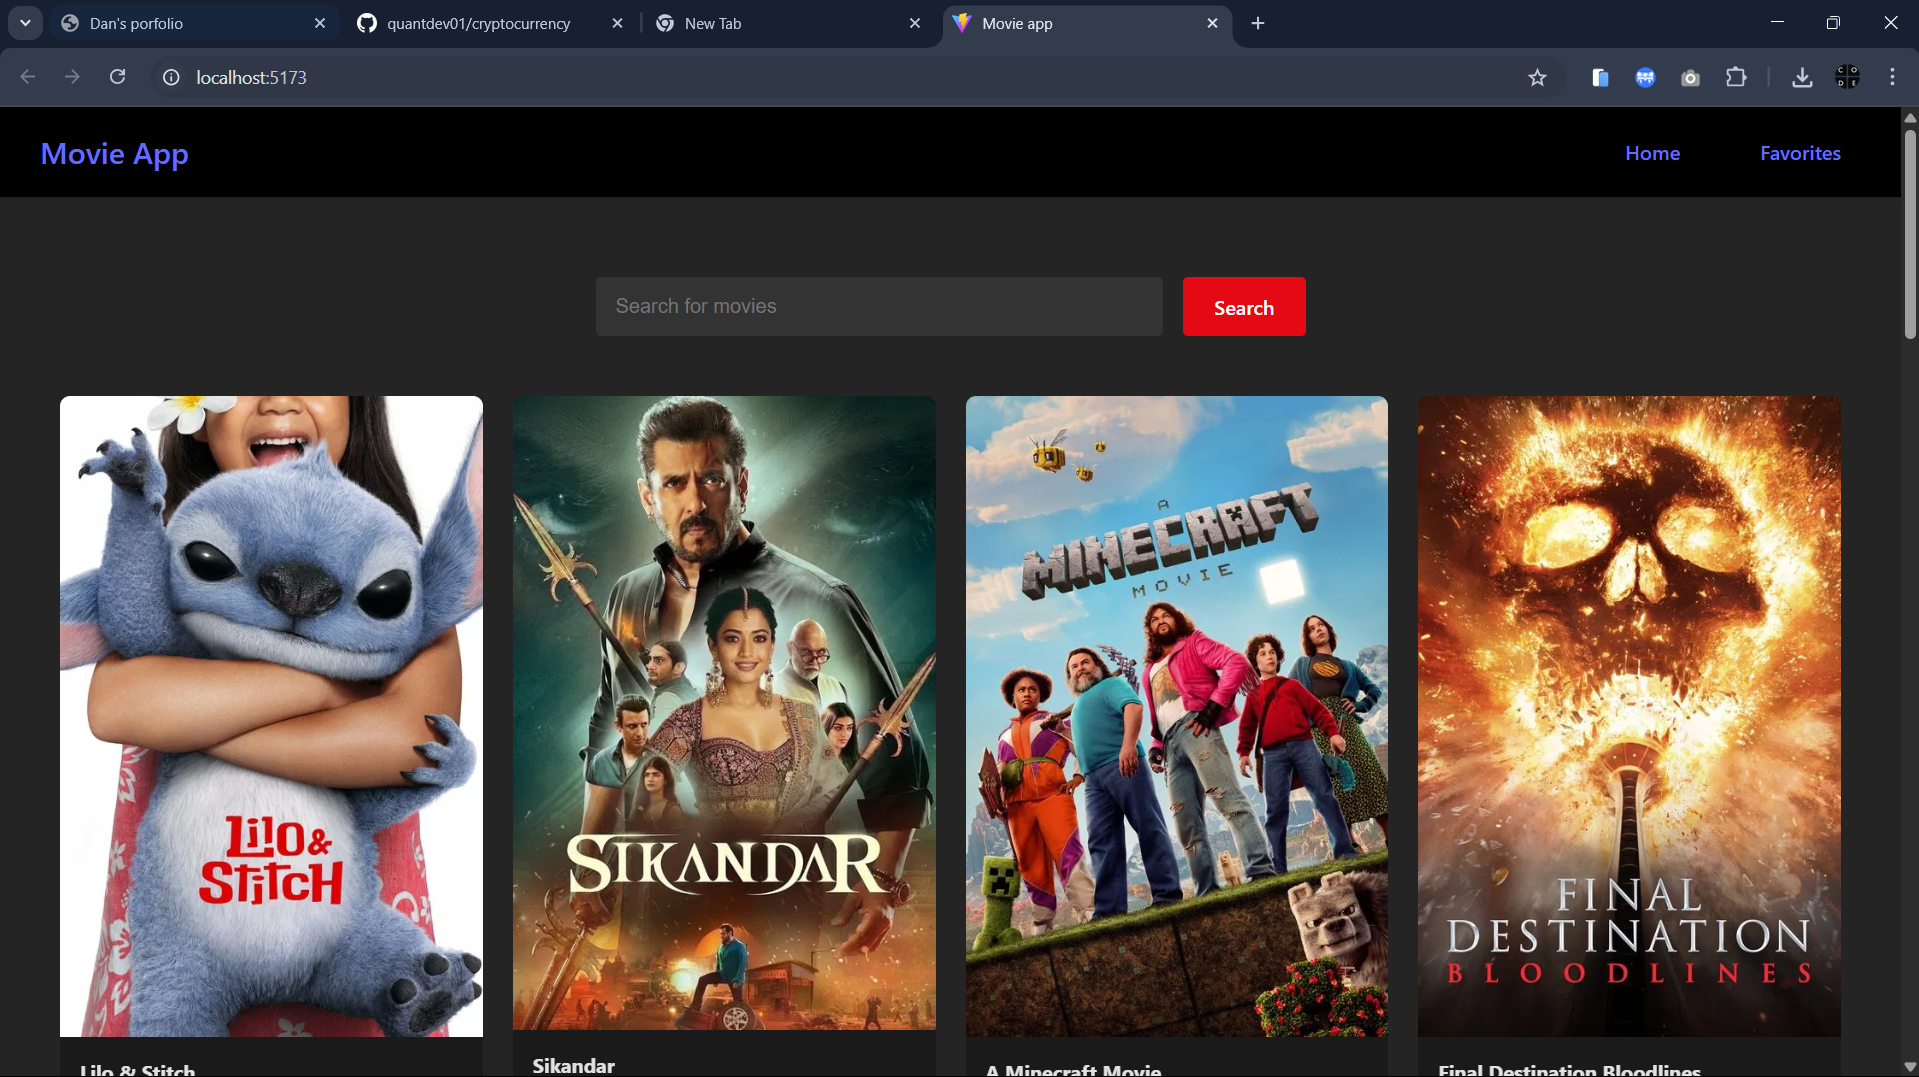 Dan's porfolio
quantdev01/cryptocurrency
New Tab
Movie app
localhost:5173
C O
D E
Movie App
Home
Favorites
Search for movies
Search
LiLO &
STiTCH
SIKANDAR
A
MINECRAFT
MOVIE
FINAL
DESTINATION
BLOODLINES
Lilo & Stitch
Sikandar
A Minecraft Movie
Final Destination Bloodlines